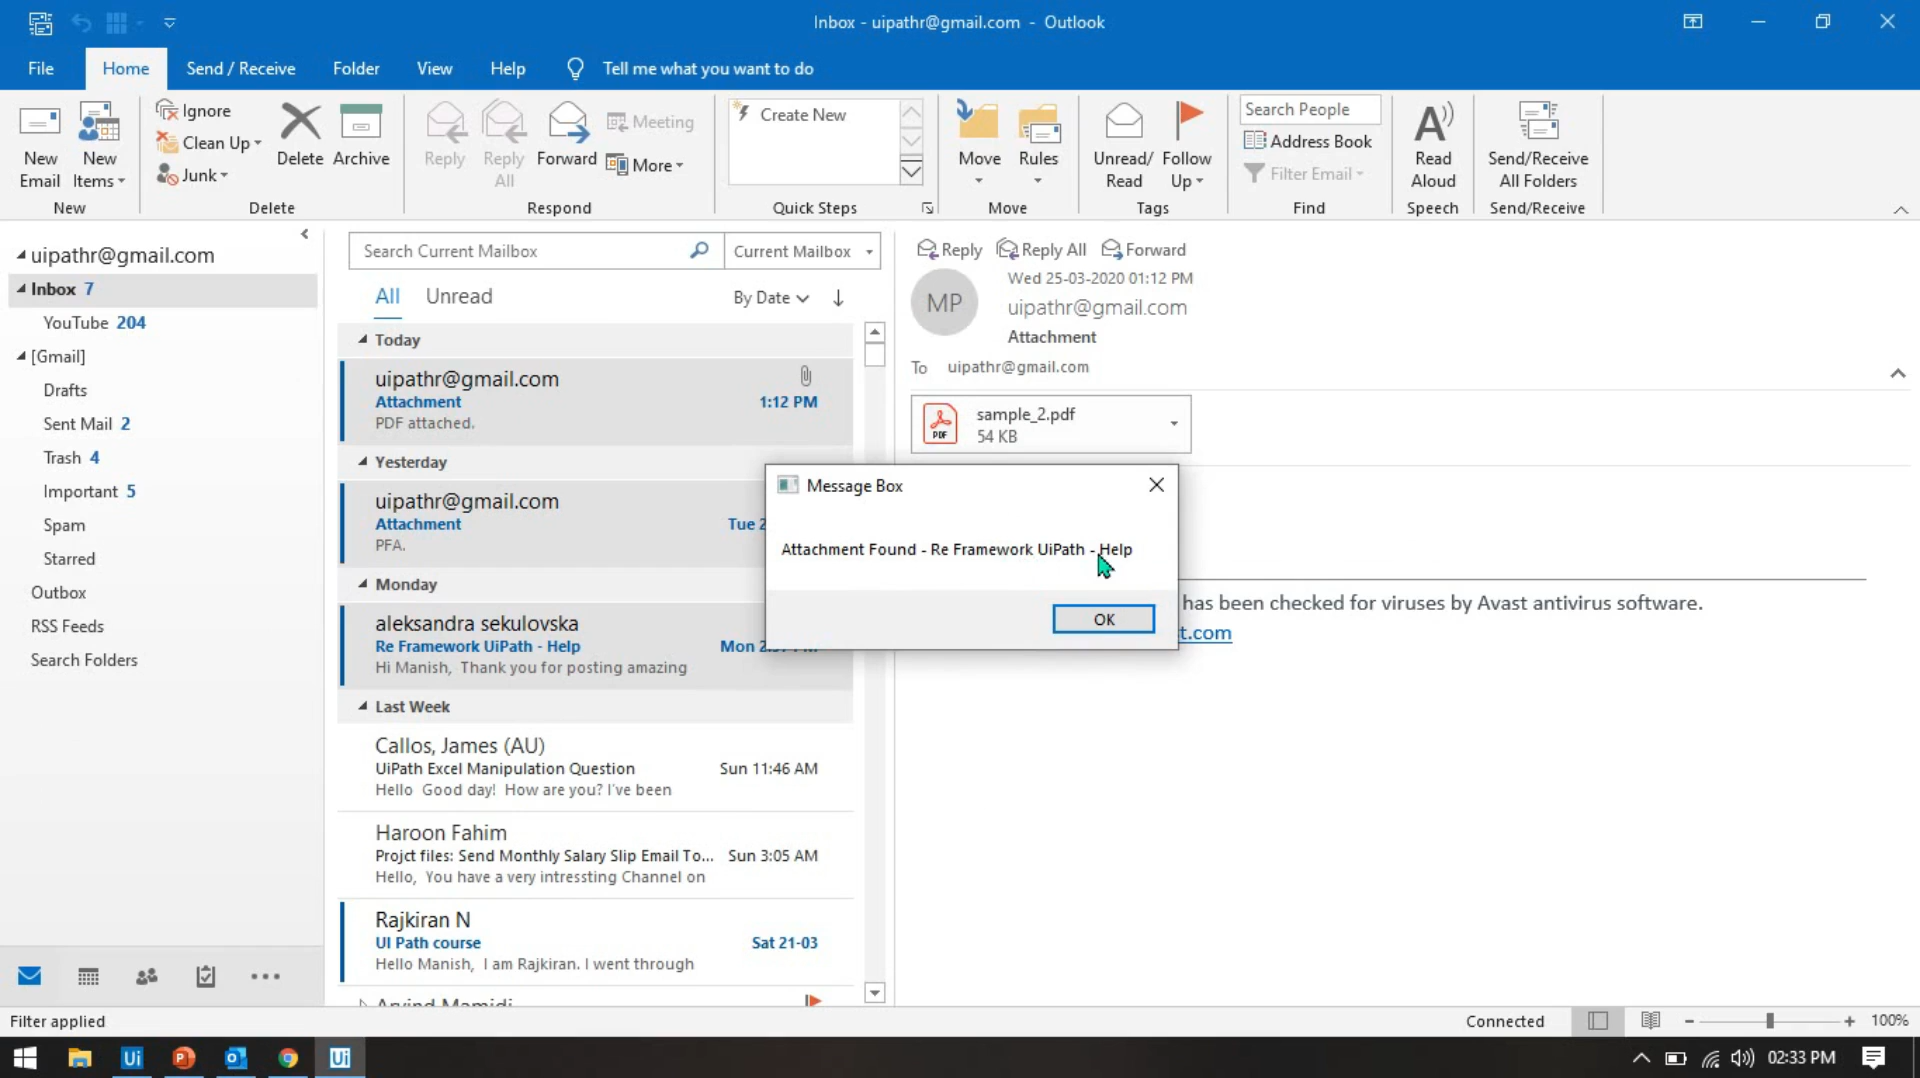 Inbox - uipathr@gmail.com - Outlook
File Home Send / Receive Folder View Help Tell me what you want to do
New Email
New Items
New
Ignore
Clean Up
Junk
Delete
Archive
Delete
Reply
Reply All
Forward
Meeting
More
Respond
Create New
Quick Steps
Move
Rules
Move
Unread/ Read
Follow Up
Tags
Search People
Address Book
Filter Email
Find
Read Aloud
Speech
Send/Receive All Folders
Send/Receive
uipathr@gmail.com
Inbox 7
YouTube 204
[Gmail]
Drafts
Sent Mail 2
Trash 4
Important 5
Spam
Starred
Outbox
RSS Feeds
Search Folders
Search Current Mailbox Current Mailbox
All Unread By Date
Today
uipathr@gmail.com
Attachment 1:12 PM
PDF attached.
Yesterday
uipathr@gmail.com
Attachment Tue 2
PFA.
Monday
aleksandra sekulovska
Re Framework UiPath - Help Mon
Hi Manish, Thank you for posting amazing
Last Week
Callos, James (AU)
UiPath Excel Manipulation Question Sun 11:46 AM
Hello Good day! How are you? I've been
Haroon Fahim
Projct files: Send Monthly Salary Slip Email To... Sun 3:05 AM
Hello, You have a very intressting Channel on
Rajkiran N
UI Path course Sat 21-03
Hello Manish, I am Rajkiran. I went through
Arvind Mamidi
Reply Reply All Forward
Wed 25-03-2020 01:12 PM
MP
uipathr@gmail.com
Attachment
To uipathr@gmail.com
PDF
sample_2.pdf
54 KB
Message Box
Attachment Found - Re Framework UiPath - Help
OK
has been checked for viruses by Avast antivirus software.
t.com
Filter applied Connected 100%
Ui Ui 02:33 PM